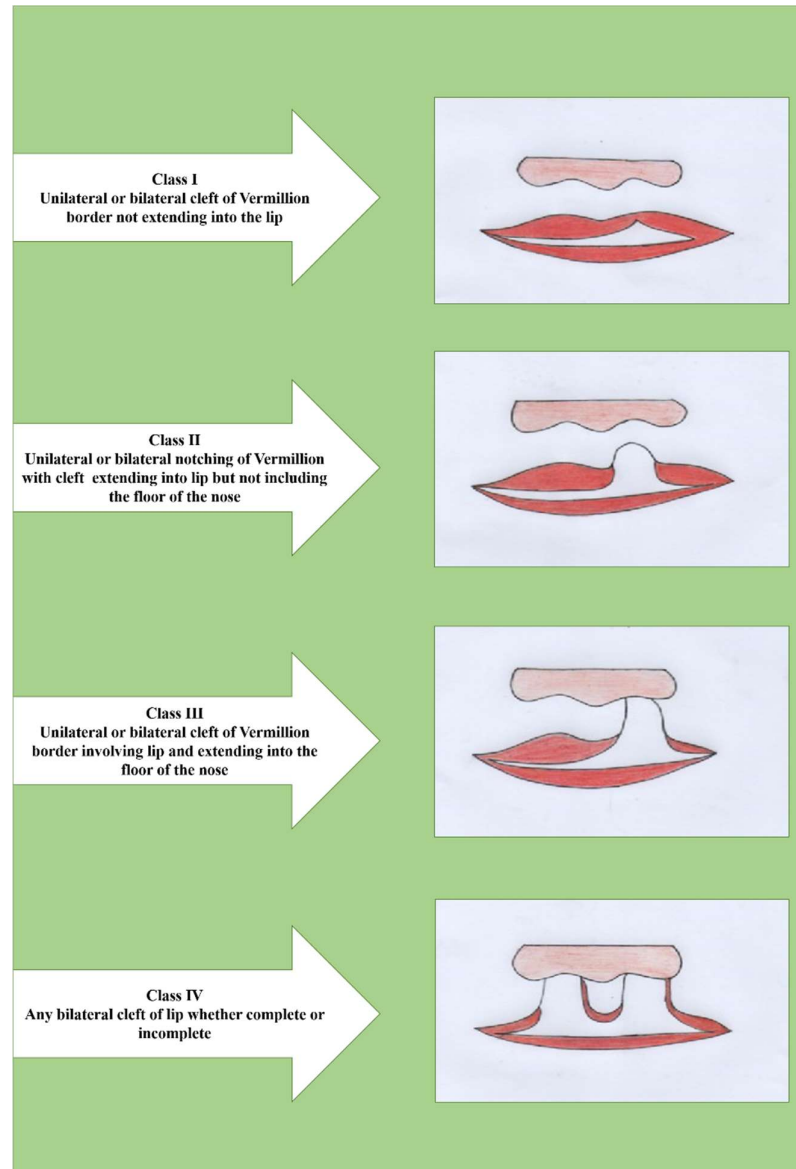 Class I
Unilateral or bilateral cleft of Vermillion
border not extending into the lip
Class II
Unilateral or bilateral notching of Vermillion
with cleft extending into lip but not including
the floor of the nose
Class III
Unilateral or bilateral cleft of Vermillion
border involving lip and extending into the
floor of the nose
Class IV
Any bilateral cleft of lip whether complete or
incomplete